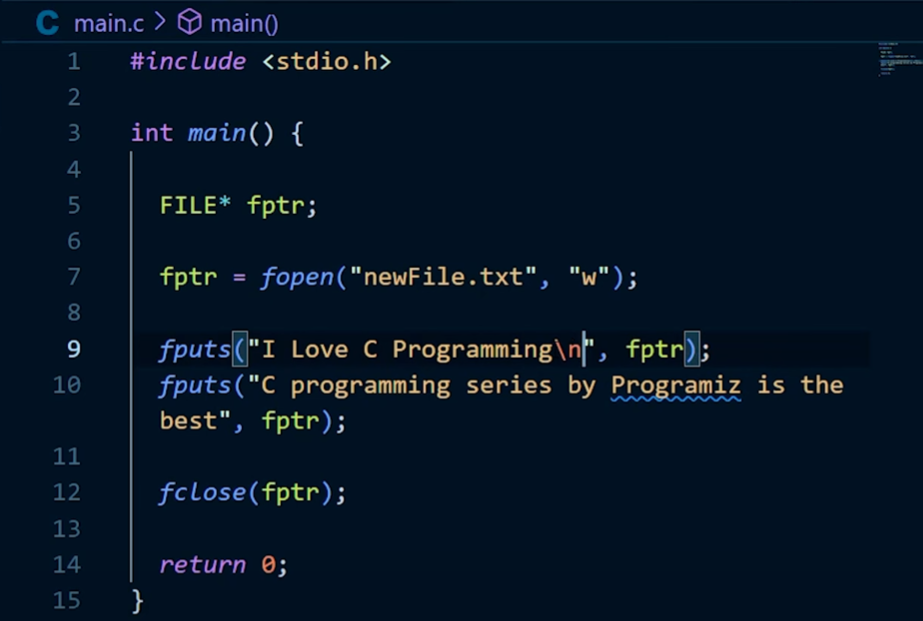 C main.c > main()
1 #include <stdio.h>
2
3 int main() {
4
5 FILE* fptr;
6
7 fptr = fopen("newFile.txt", "w");
8
9 fputs("I Love C Programming\n", fptr);
10 fputs("C programming series by Programiz is the
best", fptr);
11
12 fclose(fptr);
13
14 return 0;
15 }